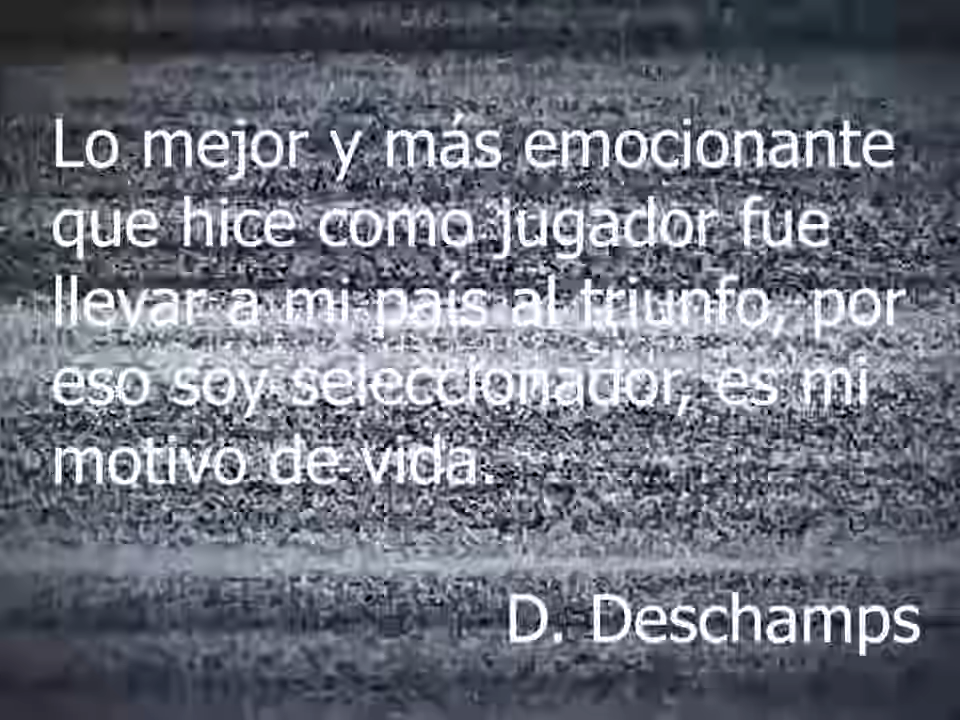 Lo mejor y más emocionante
que hice como jugador fue
llevar a mi país al triunfo, por
eso soy seleccionador, es mi
motivo de vida.
D. Deschamps